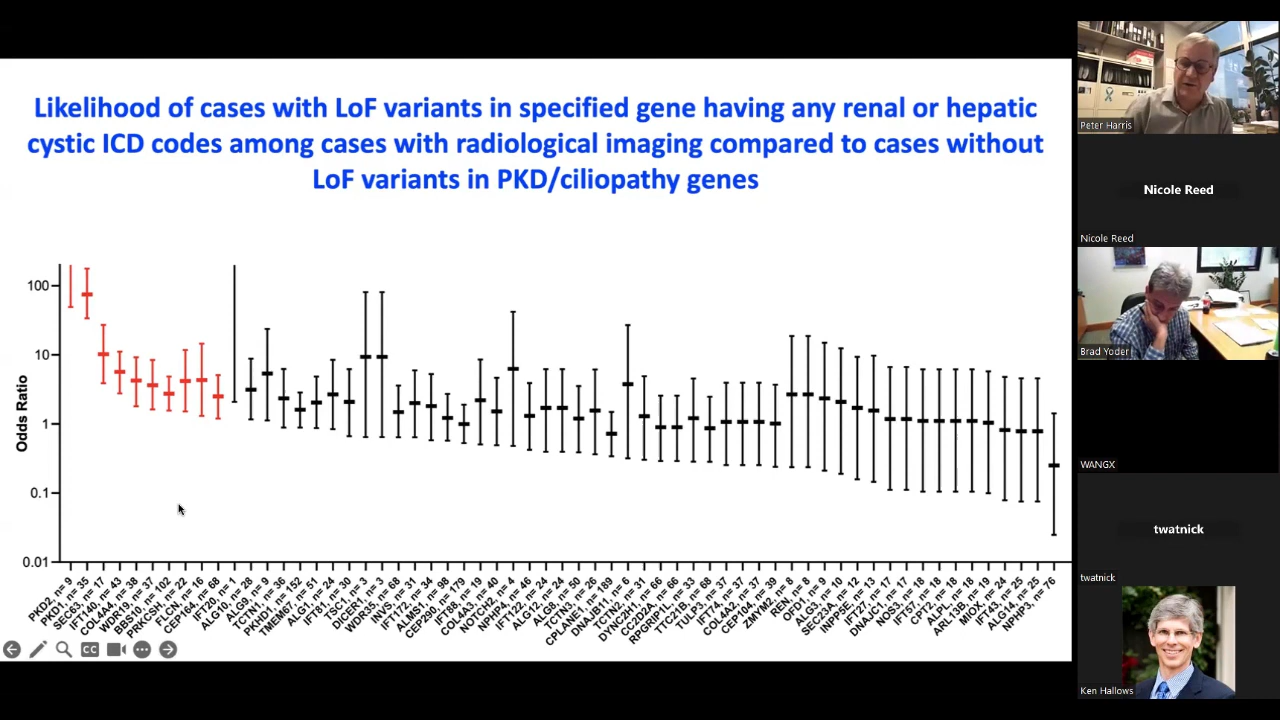 Likelihood of cases with LoF variants in specified gene having any renal or hepatic
cystic ICD codes among cases with radiological imaging compared to cases without
LoF variants in PKD/ciliopathy genes
Odds Ratio
100
10
1
0.1
0.01
PKD2, n= 9
PKD1, n= 35
SEC63, n= 17
IFT140, n= 43
COL4A4, n= 38
WDR19, n= 37
BBS10, n= 102
PRKCSH, n= 22
FLCN, n= 16
CEP164, n= 68
IFT20, n= 1
ALG10, n= 28
ALG9, n= 9
TCTN1, n= 36
PKHD1, n= 152
TMEM67, n= 51
ALG1, n= 24
IFT81, n= 30
TSC1, n= 3
DICER1, n= 3
WDR35, n= 68
INVS, n= 31
IFT172, n= 34
ALMS1, n= 98
CEP290, n= 179
IFT88, n= 19
COL4A3, n= 40
NOTCH2, n= 4
NPHP4, n= 46
IFT122, n= 24
ALG12, n= 24
ALG8, n= 50
TCTN3, n= 26
CPLANE1, n= 189
DNAJB11, n= 6
TCTN2, n= 31
DYNC2H1, n= 66
CC2D2A, n= 66
RPGRIP1L, n= 33
TTC21B, n= 68
TULP3, n= 37
IFT74, n= 37
COL4A2, n= 37
CEP104, n= 39
ZMYM2, n= 8
REN, n= 8
OFD1, n= 9
ALG3, n= 10
SEC23A, n= 12
INPP5E, n= 13
IFT27, n= 17
DNAJC1, n= 17
NOS3, n= 18
IFT57, n= 18
CPT2, n= 18
APL, n= 18
ARL13B, n= 19
MIOX, n= 24
IFT43, n= 25
ALG14, n= 25
NPHP3, n= 76
CC
Peter Harris
Nicole Reed
Nicole Reed
Brad Yoder
WANGX
twatnick
twatnick
Ken Hallows